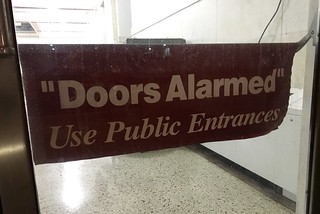 "Doors Alarmed"
Use Public Entrances